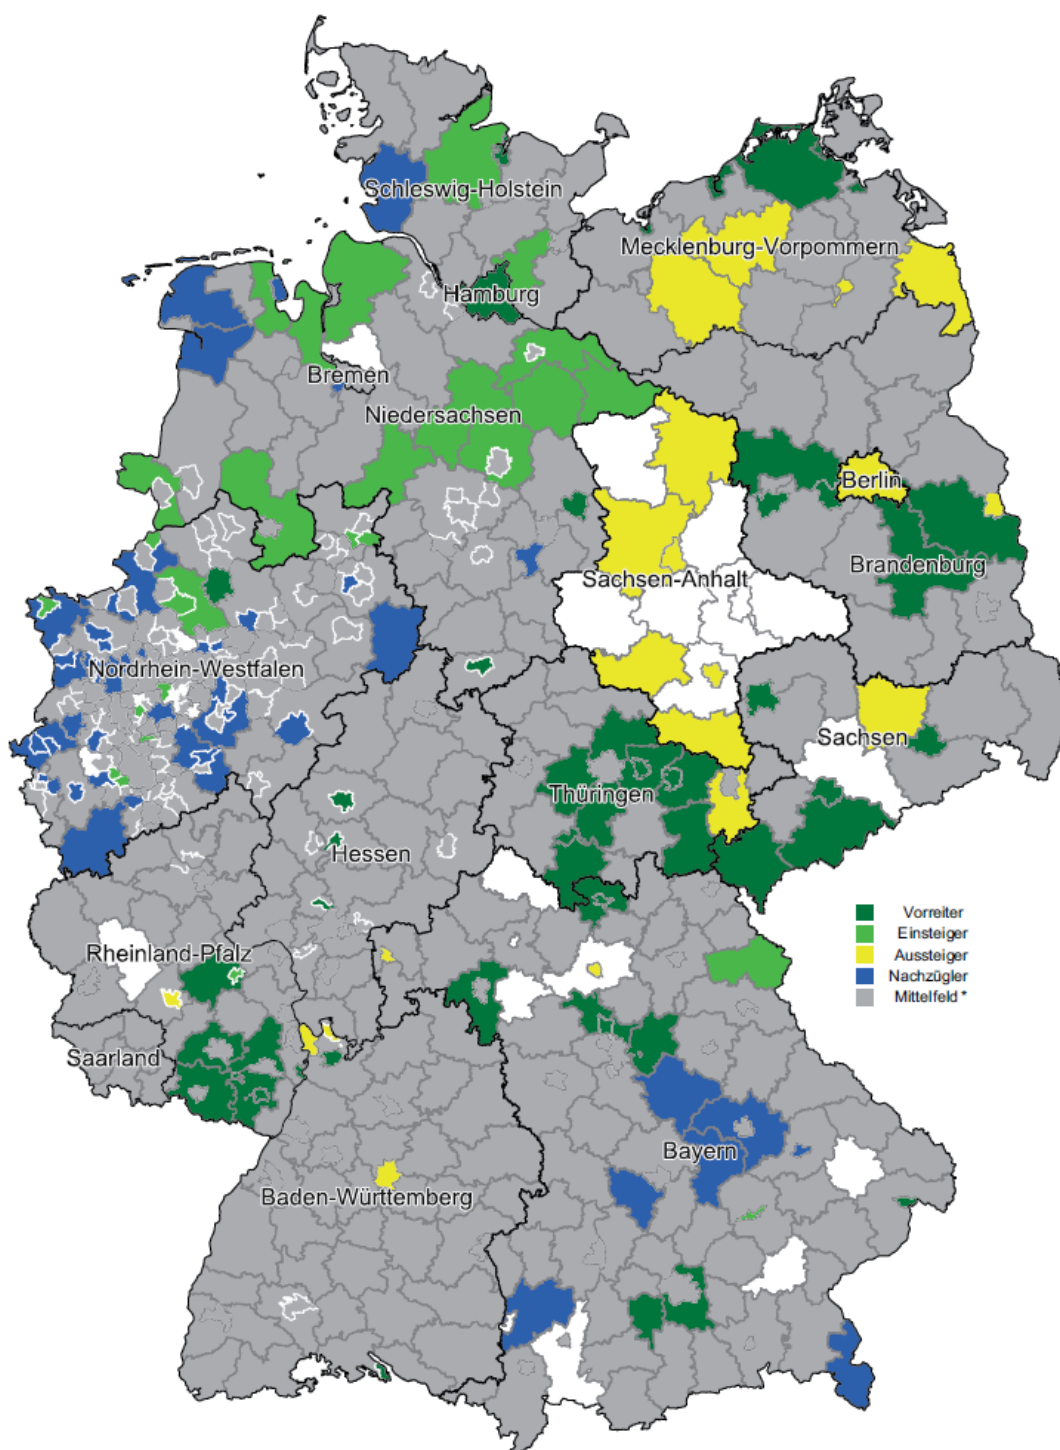 Schleswig-Holstein
Mecklenburg-Vorpommern
Hamburg
Bremen
Niedersachsen
Berlin
Brandenburg
Sachsen-Anhalt
Nordrhein-Westfalen
Sachsen
Thüringen
Hessen
Rheinland-Pfalz
Saarland
Bayern
Baden-Württemberg
Vorreiter
Einsteiger
Aussteiger
Nachzügler
Mittelfeld *